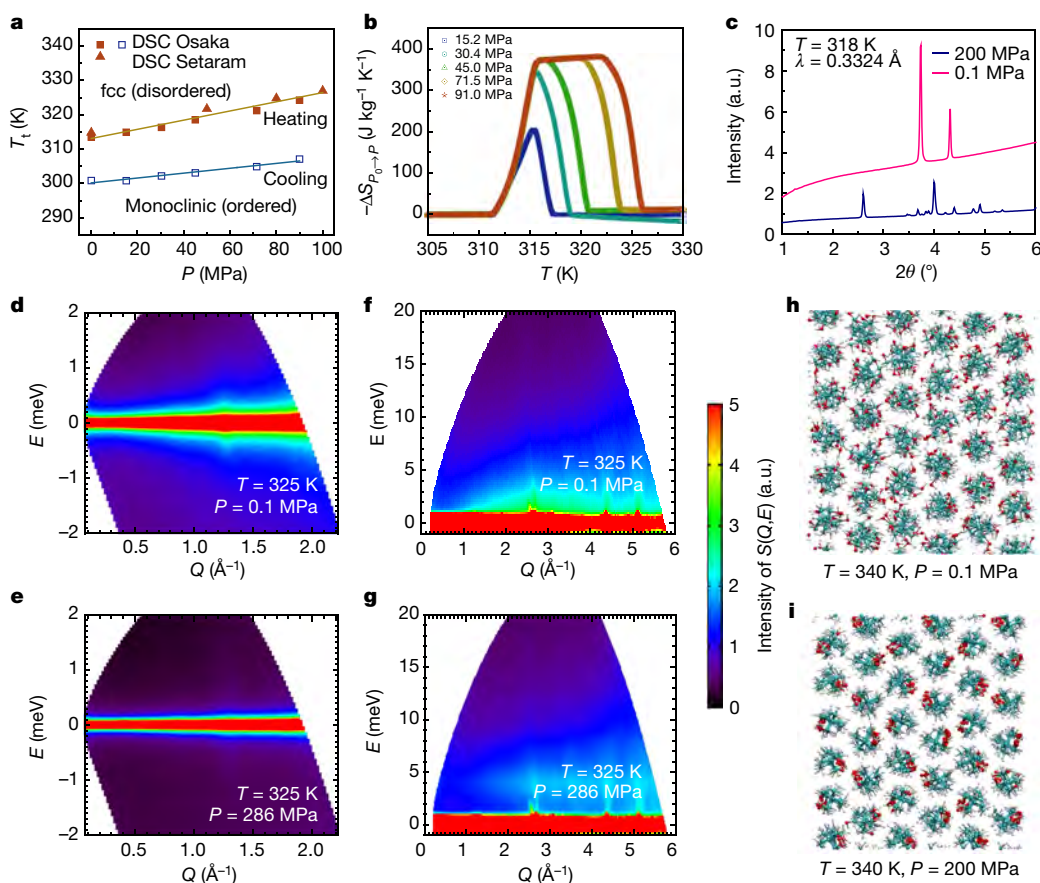 a
340
330
320
310
300
290
T_t (K)
DSC Osaka
DSC Setaram
fcc (disordered)
Heating
Cooling
Monoclinic (ordered)
0 20 40 60 80 100
P (MPa)
b
400
300
200
100
0
−ΔS_{P₀→P} (J kg⁻¹ K⁻¹)
15.2 MPa
30.4 MPa
45.0 MPa
71.5 MPa
91.0 MPa
305 310 315 320 325 330
T (K)
c
10
8
6
4
2
0
Intensity (a.u.)
T = 318 K
λ = 0.3324 Å
200 MPa
0.1 MPa
1 2 3 4 5 6
2θ (°)
d
2
1
0
−1
−2
E (meV)
T = 325 K
P = 0.1 MPa
0.5 1.0 1.5 2.0
Q (Å⁻¹)
f
20
15
10
5
0
E (meV)
T = 325 K
P = 0.1 MPa
0 1 2 3 4 5 6
Q (Å⁻¹)
e
2
1
0
−1
−2
E (meV)
T = 325 K
P = 286 MPa
0.5 1.0 1.5 2.0
Q (Å⁻¹)
g
20
15
10
5
0
E (meV)
T = 325 K
P = 286 MPa
0 1 2 3 4 5 6
Q (Å⁻¹)
5
4
3
2
1
0
Intensity of S(Q,E) (a.u.)
h
T = 340 K, P = 0.1 MPa
i
T = 340 K, P = 200 MPa